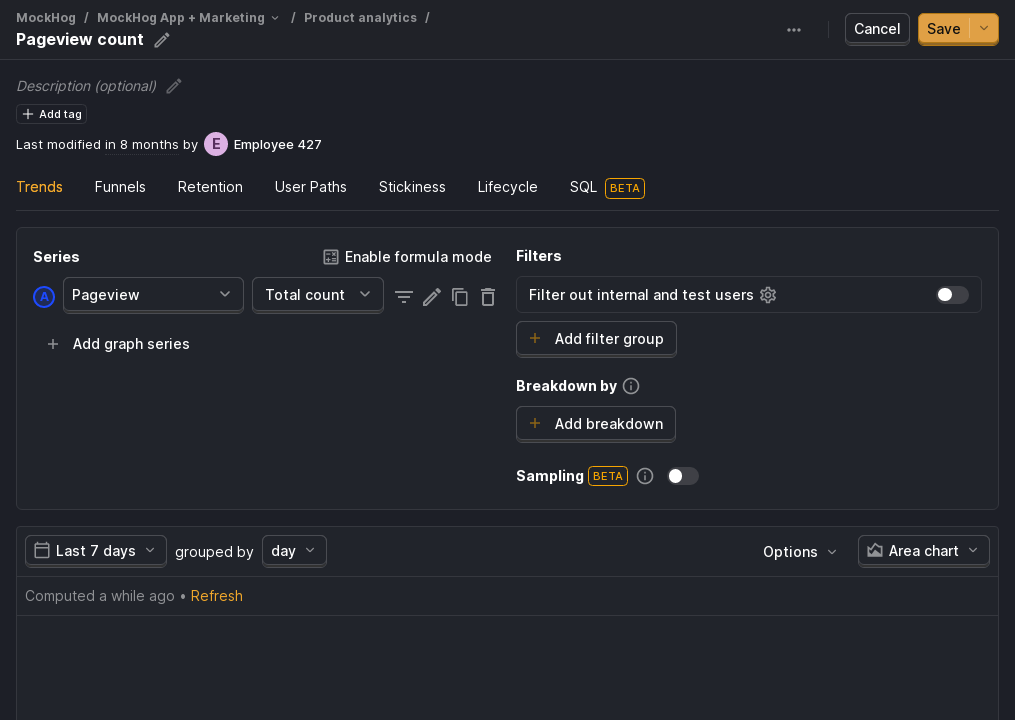 MockHog / MockHog App + Marketing / Product analytics /
Pageview count
Cancel
Save
Description (optional)
Add tag
Last modified in 8 months by E Employee 427
Trends Funnels Retention User Paths Stickiness Lifecycle SQL BETA
Series
Enable formula mode
A Pageview Total count
Add graph series
Filters
Filter out internal and test users
Add filter group
Breakdown by
Add breakdown
Sampling BETA
Last 7 days grouped by day Options Area chart
Computed a while ago • Refresh